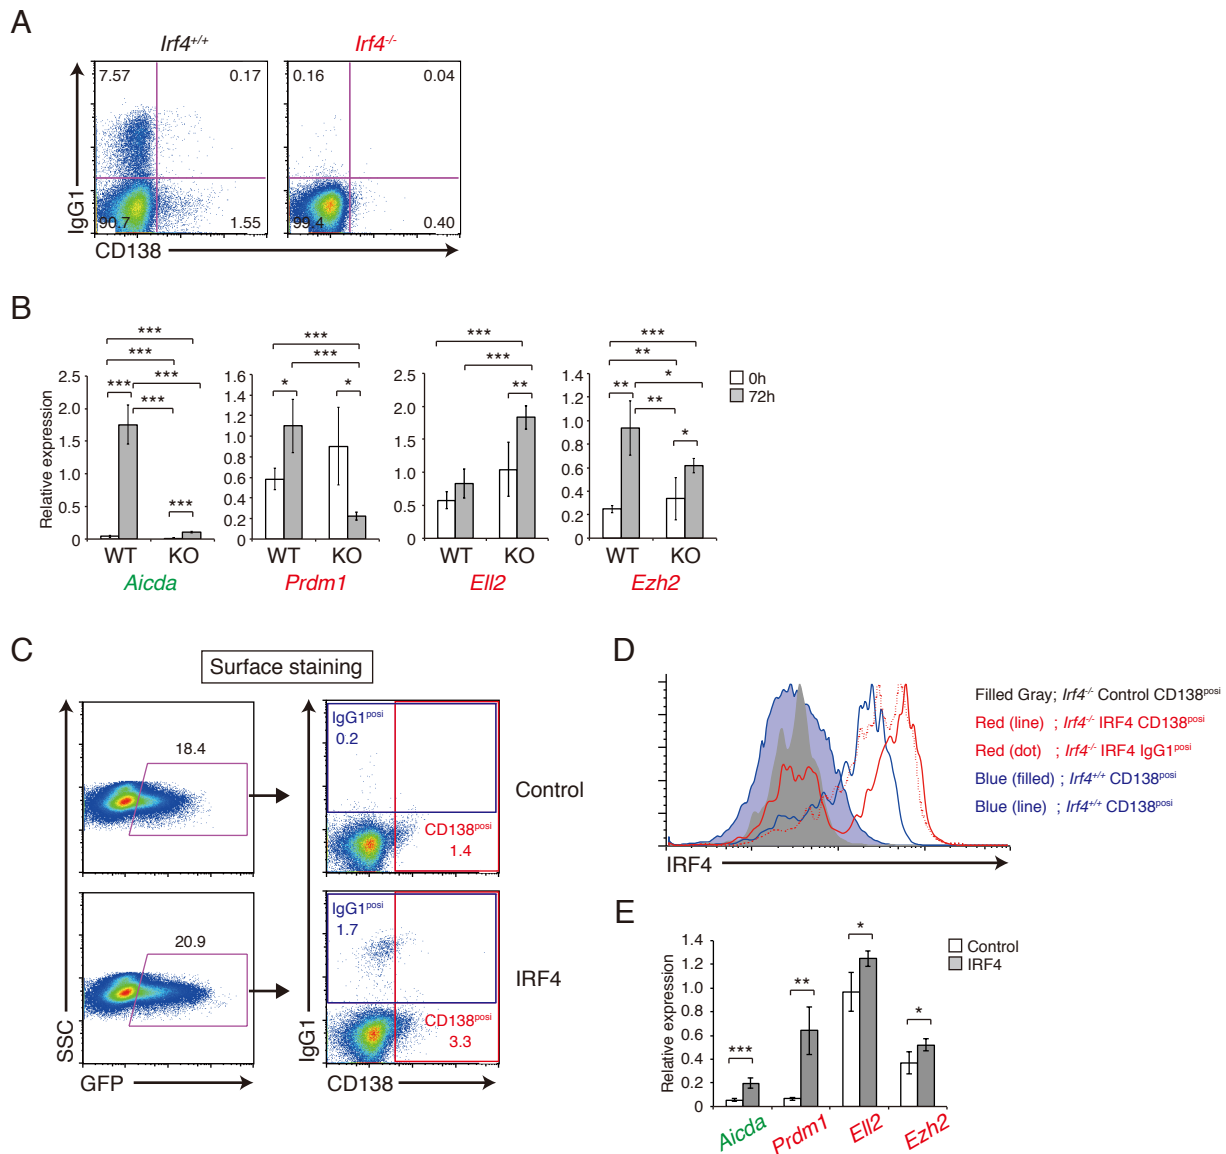 A
Irf4+/+
Irf4-/-
7.57
0.17
0.16
0.04
90.7
1.55
99.4
0.40
IgG1
CD138
B
Relative expression
2.5
2.0
1.5
1.0
0.5
0
***
***
***
***
***
***
WT
KO
Aicda
1.6
1.4
1.2
1.0
0.8
0.6
0.4
0.2
0
***
***
*
*
WT
KO
Prdm1
2.5
2.0
1.5
1.0
0.5
0
***
***
**
WT
KO
Ell2
1.4
1.2
1.0
0.8
0.6
0.4
0.2
0
***
**
**
*
**
*
WT
KO
Ezh2
0h
72h
C
Surface staining
18.4
20.9
SSC
GFP
IgG1posi
0.2
CD138posi
1.4
Control
IgG1posi
1.7
CD138posi
3.3
IRF4
IgG1
CD138
D
IRF4
Filled Gray; Irf4-/- Control CD138posi
Red (line) ; Irf4-/- IRF4 CD138posi
Red (dot) ; Irf4-/- IRF4 IgG1posi
Blue (filled) ; Irf4+/+ CD138posi
Blue (line) ; Irf4+/+ CD138posi
E
Relative expression
1.4
1.2
1.0
0.8
0.6
0.4
0.2
0
***
**
*
*
Control
IRF4
Aicda
Prdm1
Ell2
Ezh2